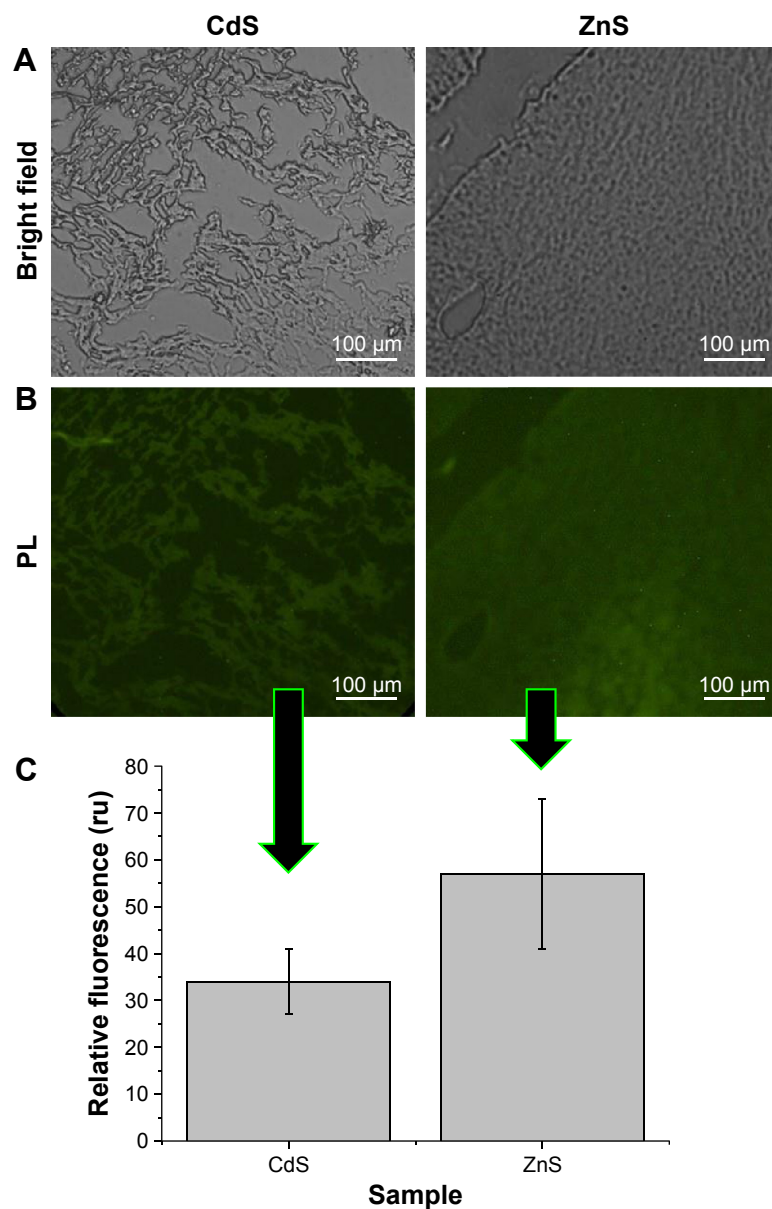 CdS ZnS
A
Bright field
100 µm 100 µm
B
PL
100 µm 100 µm
C
Relative fluorescence (ru)
80
70
60
50
40
30
20
10
0
CdS ZnS
Sample